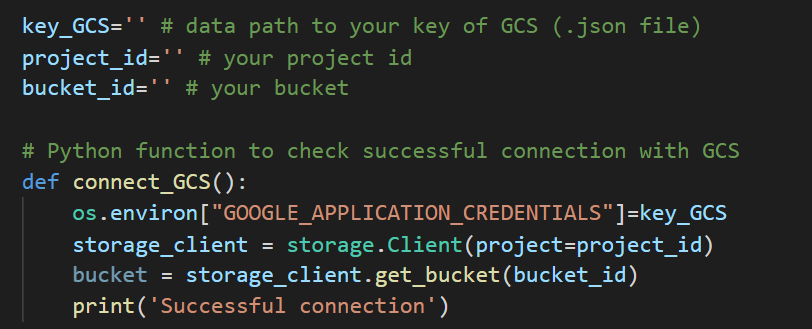 key_GCS='' # data path to your key of GCS (.json file)
project_id='' # your project id
bucket_id='' # your bucket
# Python function to check successful connection with GCS
def connect_GCS():
os.environ["GOOGLE_APPLICATION_CREDENTIALS"]=key_GCS
storage_client = storage.Client(project=project_id)
bucket = storage_client.get_bucket(bucket_id)
print('Successful connection')